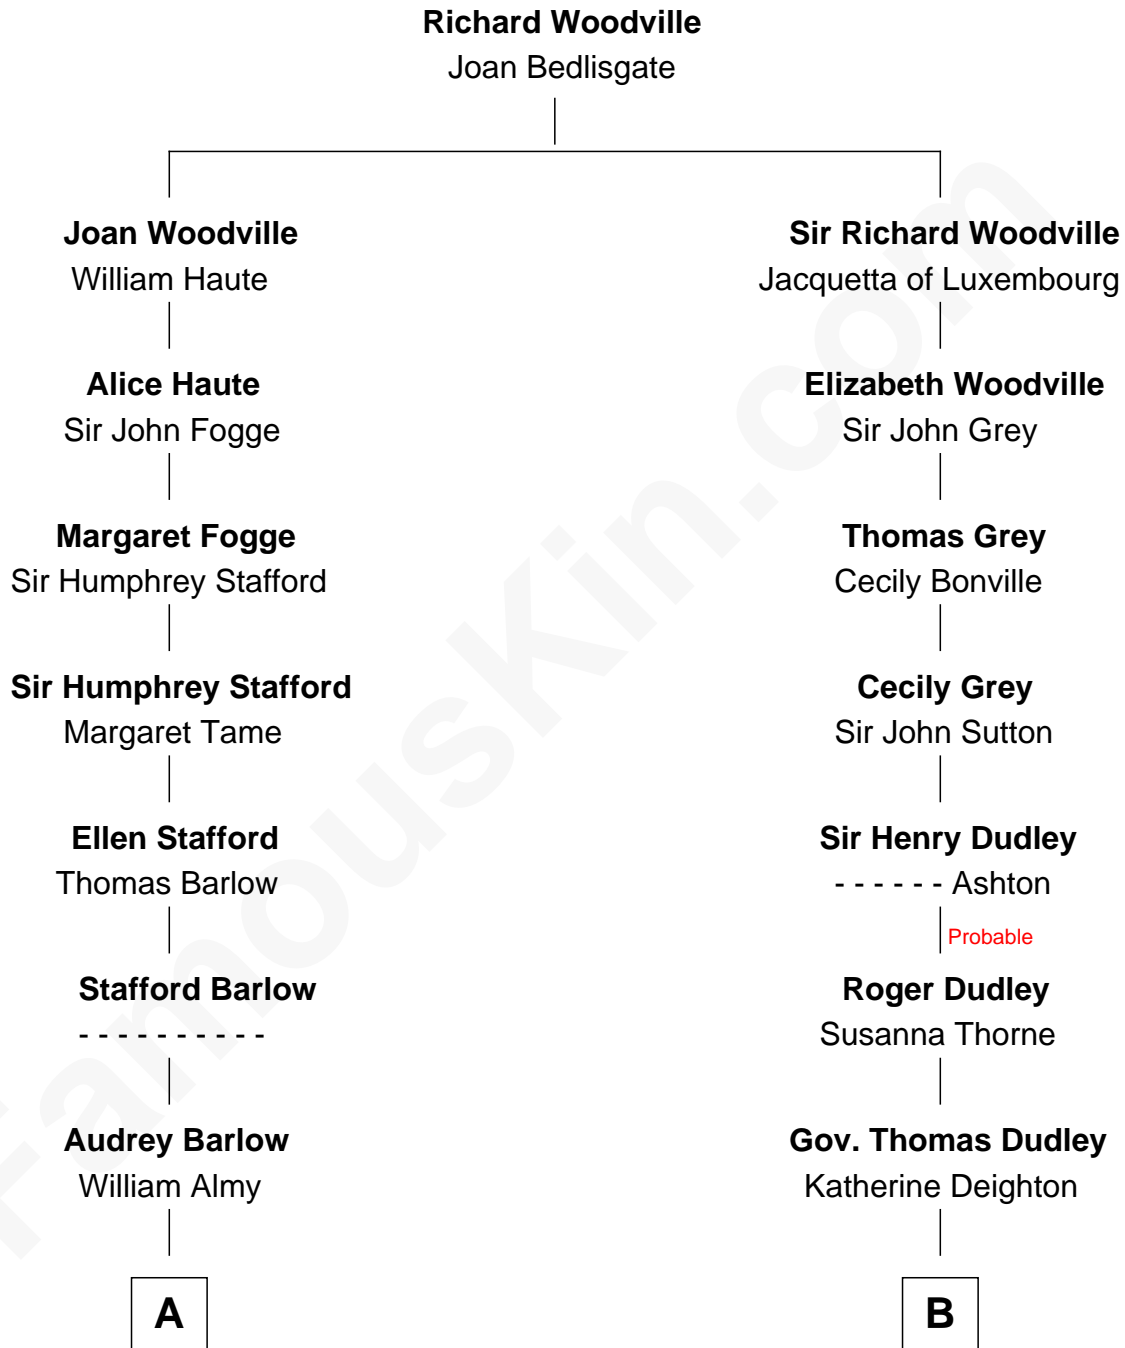 Richard Woodville
Joan Bedlisgate
Joan Woodville
William Haute
Sir Richard Woodville
Jacquetta of Luxembourg
Alice Haute
Sir John Fogge
Elizabeth Woodville
Sir John Grey
Margaret Fogge
Sir Humphrey Stafford
Thomas Grey
Cecily Bonville
Sir Humphrey Stafford
Margaret Tame
Cecily Grey
Sir John Sutton
Ellen Stafford
Thomas Barlow
Sir Henry Dudley
- - - - - - Ashton
Probable
Stafford Barlow
- - - - - - - - - -
Roger Dudley
Susanna Thorne
Audrey Barlow
William Almy
Gov. Thomas Dudley
Katherine Deighton
A
B
FamousKin.com